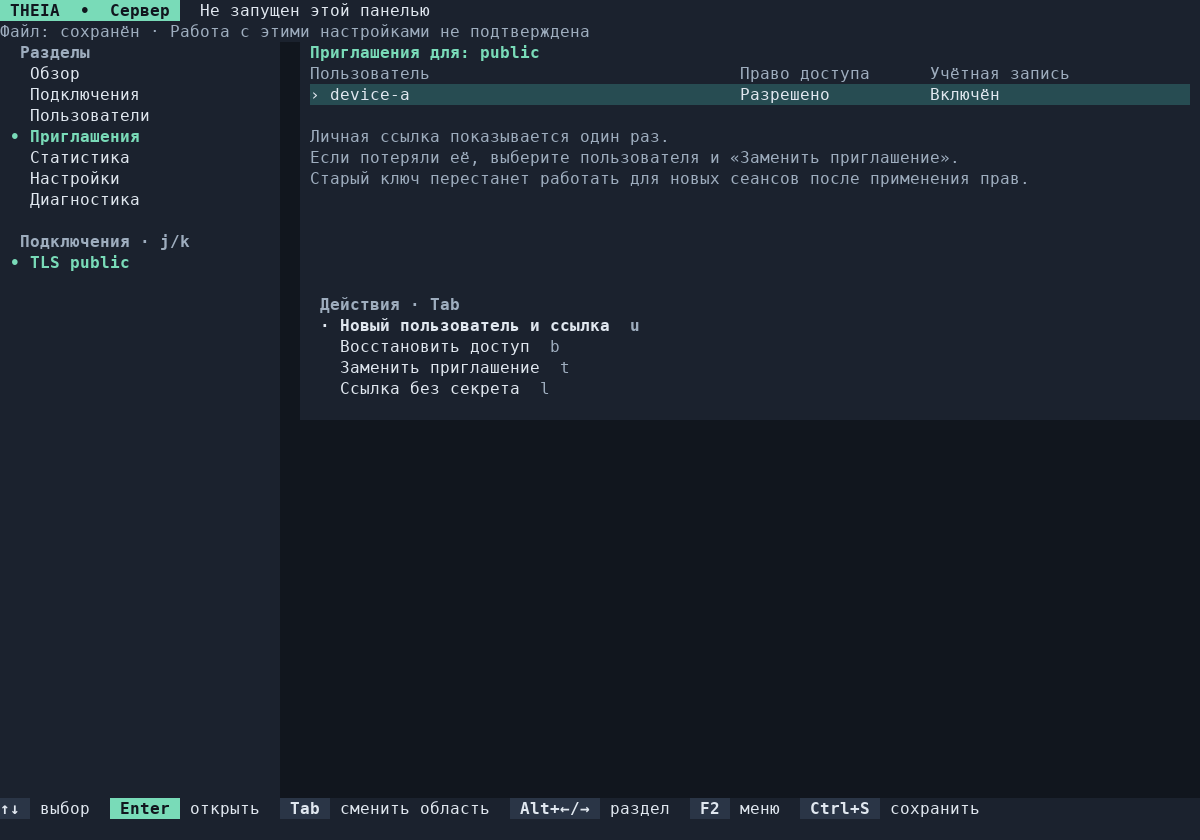 THEIA • Сервер Не запущен этой панелью
Файл: сохранён · Работа с этими настройками не подтверждена
Разделы
Обзор
Подключения
Пользователи
• Приглашения
Статистика
Настройки
Диагностика
Подключения · j/k
• TLS public
Приглашения для: public
Пользователь Право доступа Учётная запись
› device-a Разрешено Включён
Личная ссылка показывается один раз.
Если потеряли её, выберите пользователя и «Заменить приглашение».
Старый ключ перестанет работать для новых сеансов после применения прав.
Действия · Tab
· Новый пользователь и ссылка u
Восстановить доступ b
Заменить приглашение t
Ссылка без секрета l
↑↓ выбор Enter открыть Tab сменить область Alt+←/→ раздел F2 меню Ctrl+S сохранить